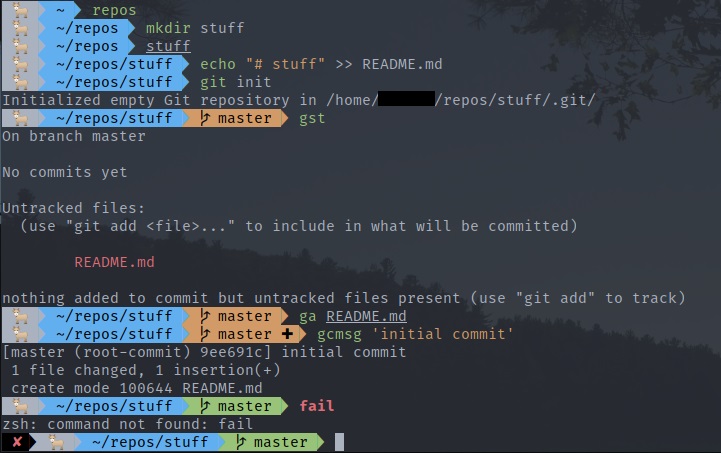 ~ repos
~/repos mkdir stuff
~/repos stuff
~/repos/stuff echo "# stuff" >> README.md
~/repos/stuff git init
Initialized empty Git repository in /home/ /repos/stuff/.git/
~/repos/stuff master gst
On branch master
No commits yet
Untracked files:
(use "git add <file>..." to include in what will be committed)
README.md
nothing added to commit but untracked files present (use "git add" to track)
~/repos/stuff master ga README.md
~/repos/stuff master ✚ gcmsg 'initial commit'
[master (root-commit) 9ee691c] initial commit
1 file changed, 1 insertion(+)
create mode 100644 README.md
~/repos/stuff master fail
zsh: command not found: fail
✘ ~/repos/stuff master